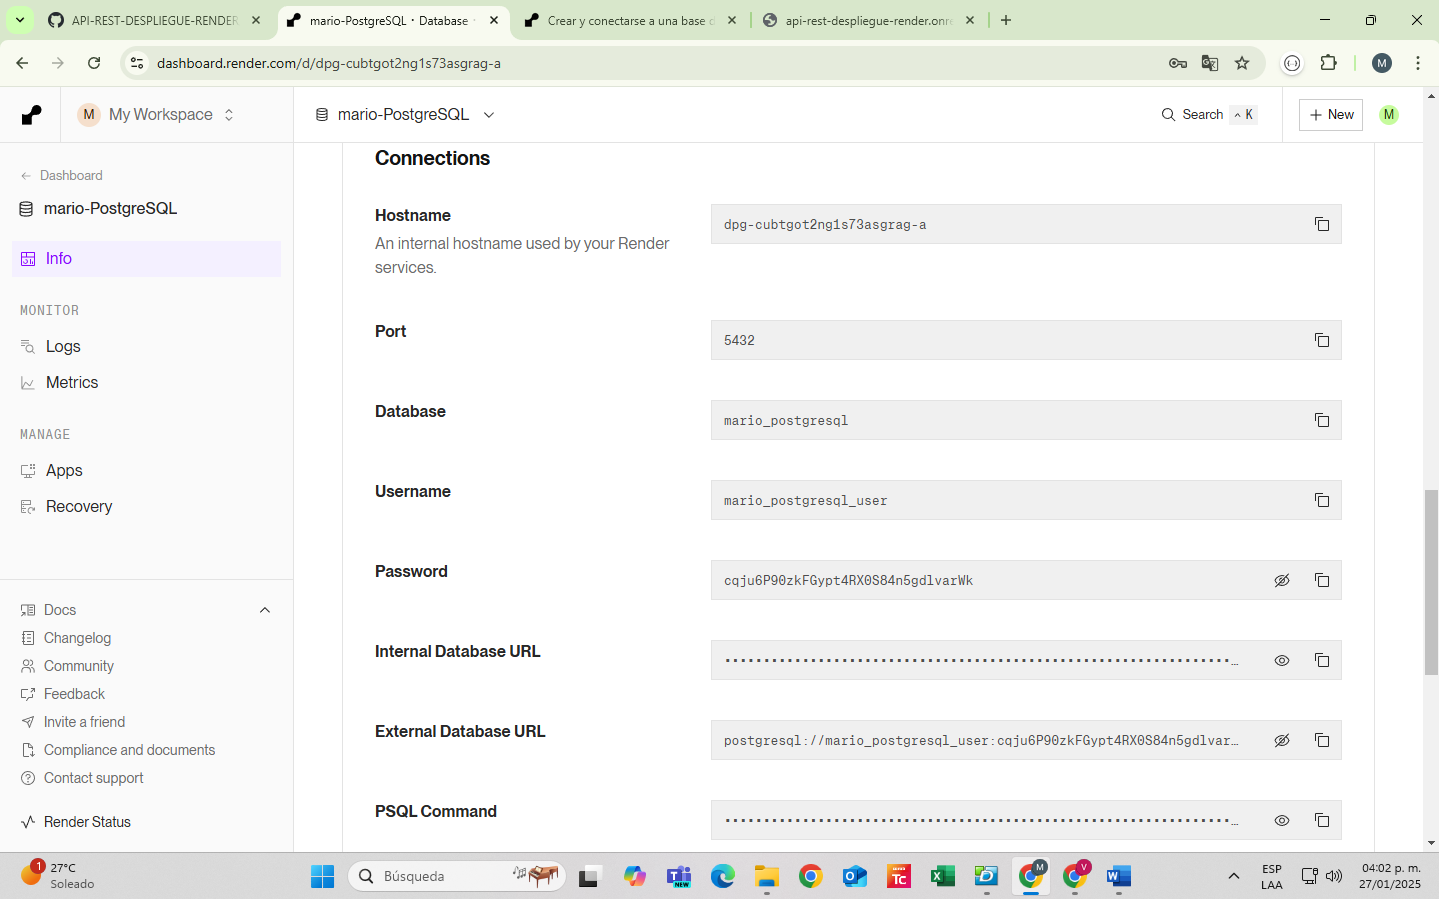 API-REST-DESPLIEGUE-RENDER
mario-PostgreSQL · Database
Crear y conectarse a una base d
api-rest-despliegue-render.onre
dashboard.render.com/d/dpg-cubtgot2ng1s73asgrag-a
M
M My Workspace
mario-PostgreSQL
Search ^ K
+ New
M
Dashboard
mario-PostgreSQL
Info
MONITOR
Logs
Metrics
MANAGE
Apps
Recovery
Docs
Changelog
Community
Feedback
Invite a friend
Compliance and documents
Contact support
Render Status
Connections
Hostname
An internal hostname used by your Render
services.
dpg-cubtgot2ng1s73asgrag-a
Port
5432
Database
mario_postgresql
Username
mario_postgresql_user
Password
cqju6P90zkFGypt4RX0S84n5gdlvarWk
Internal Database URL
External Database URL
postgresql://mario_postgresql_user:cqju6P90zkFGypt4RX0S84n5gdlvar…
PSQL Command
1
27°C
Soleado
Búsqueda
NEW
Tc
M
V
ESP
LAA
04:02 p. m.
27/01/2025